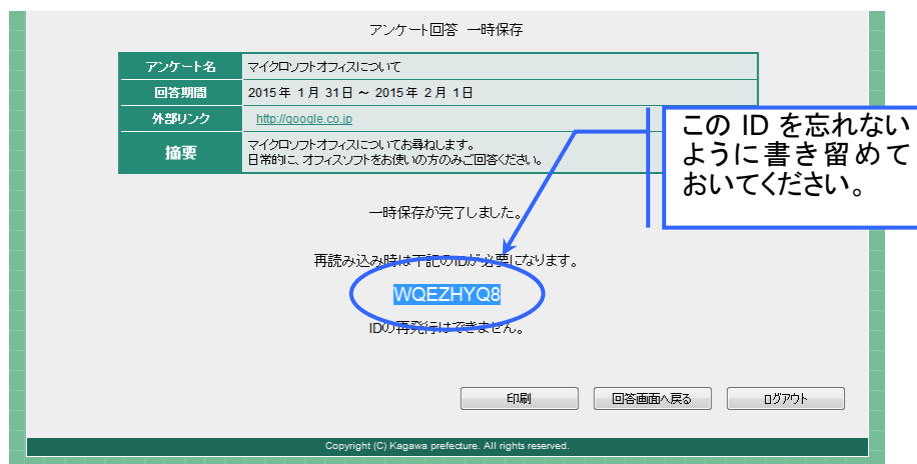 アンケート回答 一時保存
アンケート名 マイクロソフトオフィスについて
回答期間 2015年 1月 31日 ～ 2015年 2月 1日
外部リンク http://google.co.jp
摘要 マイクロソフトオフィスについてお尋ねします。
日常的に、オフィスソフトをお使いの方のみご回答ください。
この ID を忘れない
ように書き留めて
おいてください。
一時保存が完了しました。
再読み込み時は下記のIDが必要になります。
WQEZHYQ8
IDの再発行はできません。
印刷 回答画面へ戻る ログアウト
Copyright (C) Kagawa prefecture. All rights reserved.